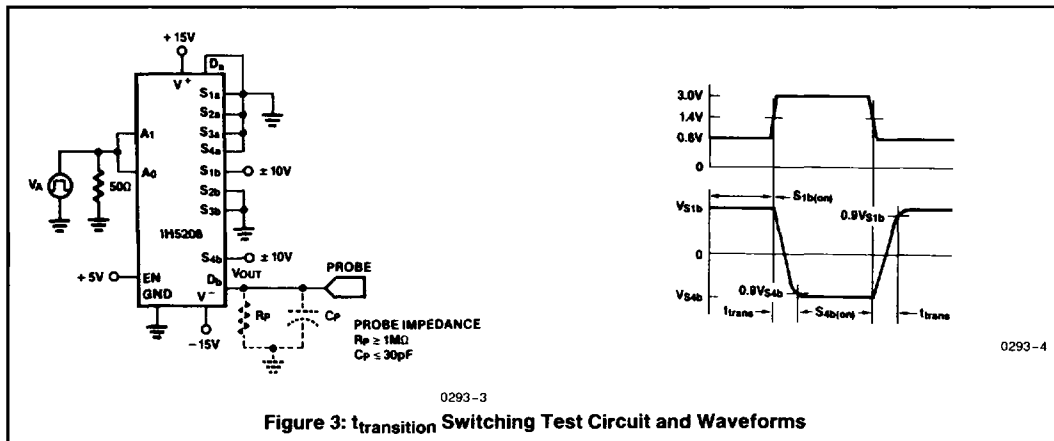 +15V
Da
V+
S1a
S2a
S3a
S4a
A1
A0
VA
50Ω
S1b
±10V
S2b
S3b
IH5208
S4b
±10V
VOUT
Db
PROBE
+5V
EN
GND
V−
−15V
RP
CP
PROBE IMPEDANCE
RP ≥ 1MΩ
CP ≤ 30pF
0293-3
3.0V
1.4V
0.8V
0
S1b(on)
VS1b
0.9VS1b
0
0.9VS4b
VS4b
ttrans
S4b(on)
ttrans
0293-4
Figure 3: ttransition Switching Test Circuit and Waveforms